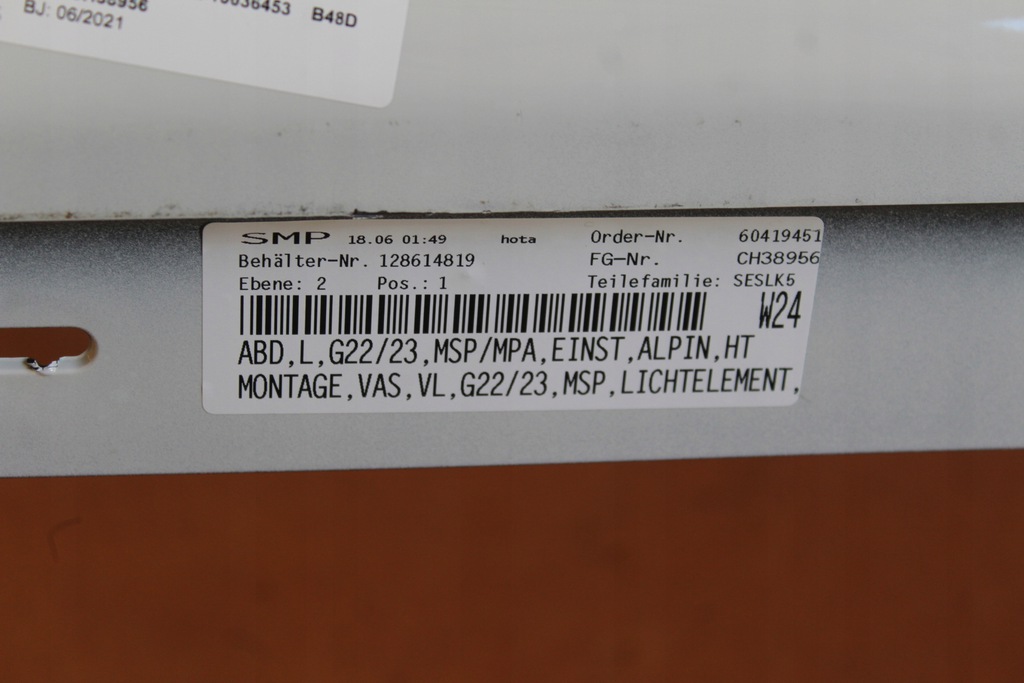 B48D
BJ: 06/2021
SMP 18.06 01:49 hota Order-Nr. 60419451
Behälter-Nr. 128614819 FG-Nr. CH38956
Ebene: 2 Pos.: 1 Teilefamilie: SESLK5
W24
ABD,L,G22/23,MSP/MPA,EINST,ALPIN,HT
MONTAGE,VAS,VL,G22/23,MSP,LICHTELEMENT,